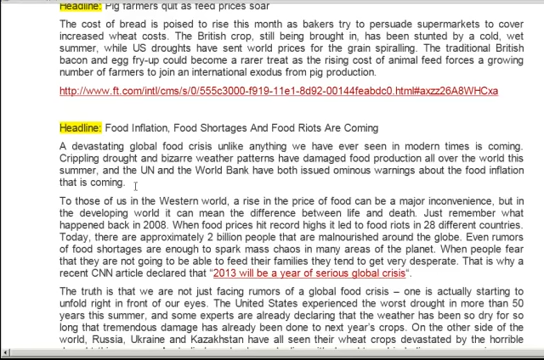 Headline: Pig farmers quit as feed prices soar
The cost of bread is poised to rise this month as bakers try to persuade supermarkets to cover
increased wheat costs. The British crop, still being brought in, has been stunted by a cold, wet
summer, while US droughts have sent world prices for the grain spiralling. The traditional British
bacon and egg fry-up could become a rarer treat as the rising cost of animal feed forces a growing
number of farmers to join an international exodus from pig production.
http://www.ft.com/intl/cms/s/0/555c3000-f919-11e1-8d92-00144feabdc0.html#axzz26A8WHCxa
Headline: Food Inflation, Food Shortages And Food Riots Are Coming
A devastating global food crisis unlike anything we have ever seen in modern times is coming.
Crippling drought and bizarre weather patterns have damaged food production all over the world this
summer, and the UN and the World Bank have both issued ominous warnings about the food inflation
that is coming.
To those of us in the Western world, a rise in the price of food can be a major inconvenience, but in
the developing world it can mean the difference between life and death. Just remember what
happened back in 2008. When food prices hit record highs it led to food riots in 28 different countries.
Today, there are approximately 2 billion people that are malnourished around the globe. Even rumors
of food shortages are enough to spark mass chaos in many areas of the planet. When people fear
that they are not going to be able to feed their families they tend to get very desperate. That is why a
recent CNN article declared that "2013 will be a year of serious global crisis".
The truth is that we are not just facing rumors of a global food crisis – one is actually starting to
unfold right in front of our eyes. The United States experienced the worst drought in more than 50
years this summer, and some experts are already declaring that the weather has been so dry for so
long that tremendous damage has already been done to next year's crops. On the other side of the
world, Russia, Ukraine and Kazakhstan have all seen their wheat crops devastated by the horrible